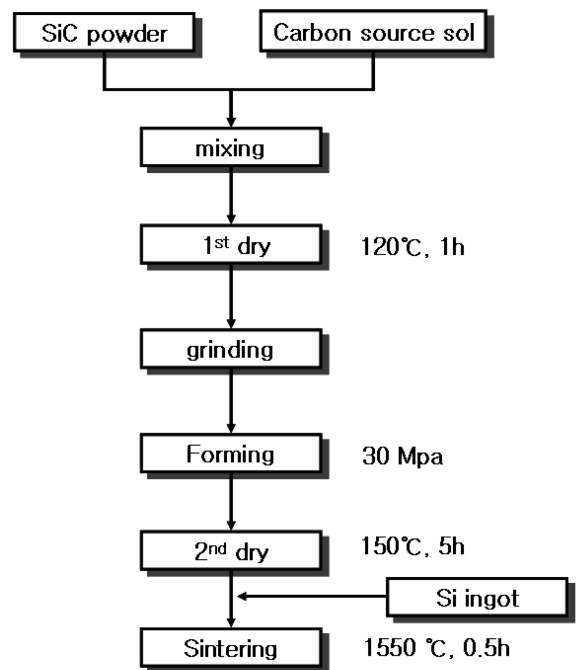 SiC powder
Carbon source sol
mixing
1st dry
120℃, 1h
grinding
Forming
30 Mpa
2nd dry
150℃, 5h
Si ingot
Sintering
1550 ℃, 0.5h